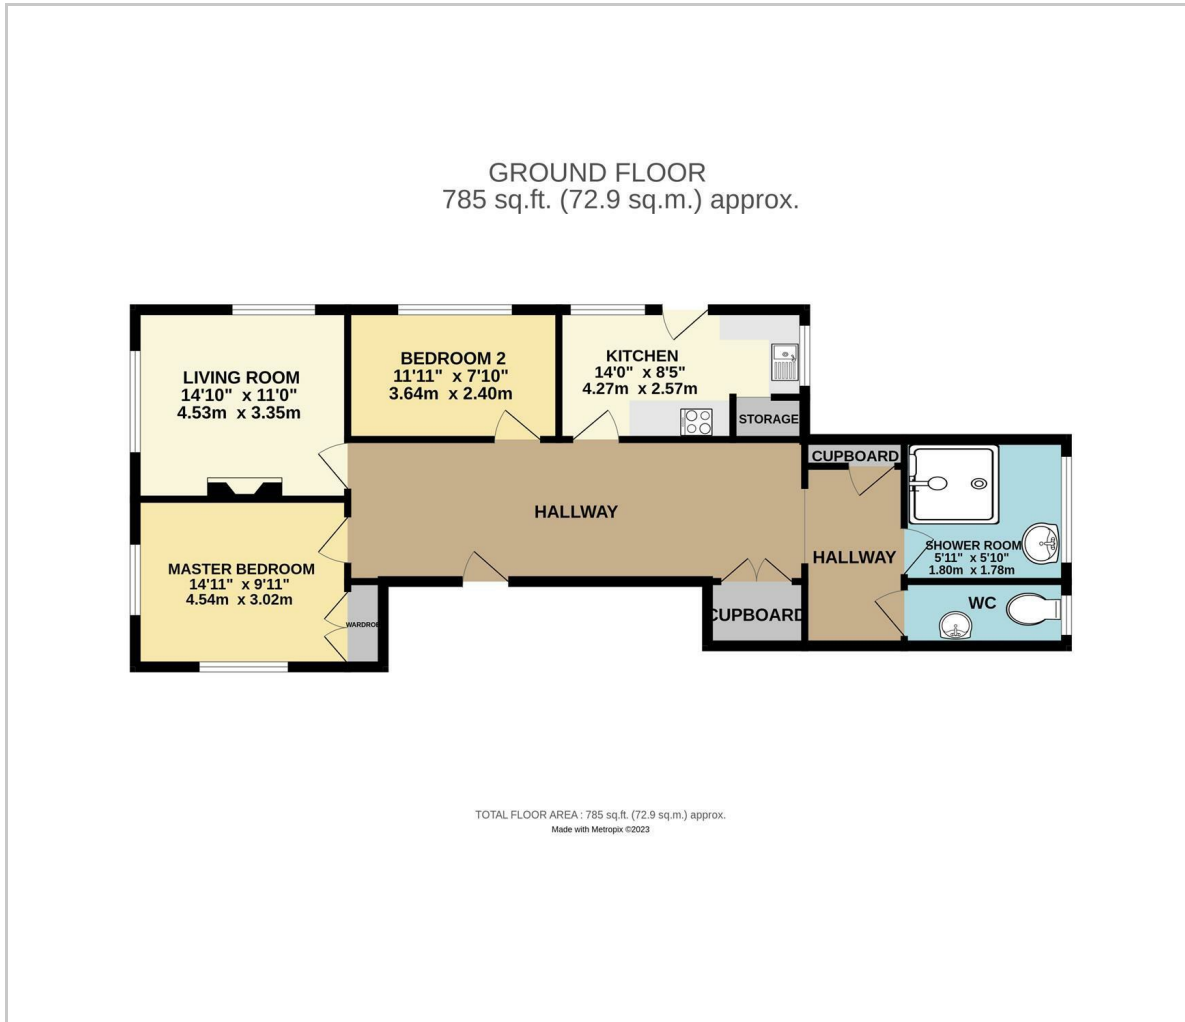 GROUND FLOOR
785 sq.ft. (72.9 sq.m.) approx.
LIVING ROOM
14'10" x 11'0"
4.53m x 3.35m
BEDROOM 2
11'11" x 7'10"
3.64m x 2.40m
KITCHEN
14'0" x 8'5"
4.27m x 2.57m
STORAGE
CUPBOARD
HALLWAY
HALLWAY
SHOWER ROOM
5'11" x 5'10"
1.80m x 1.78m
MASTER BEDROOM
14'11" x 9'11"
4.54m x 3.02m
WARDROB
CUPBOARD
WC
TOTAL FLOOR AREA : 785 sq.ft. (72.9 sq.m.) approx.
Made with Metropix ©2023